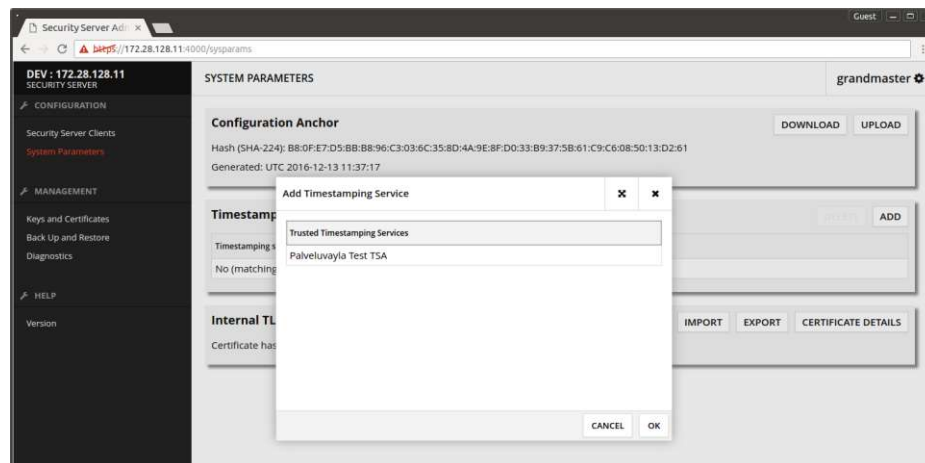 Guest
Security Server Ad
https://172.28.128.11:4000/sysparams
DEV : 172.28.128.11
SECURITY SERVER
SYSTEM PARAMETERS
grandmaster
CONFIGURATION
Security Server Clients
System Parameters
MANAGEMENT
Keys and Certificates
Back Up and Restore
Diagnostics
HELP
Version
Configuration Anchor
DOWNLOAD
UPLOAD
Hash (SHA-224): B8:0F:E7:D5:BB:B8:96:C3:03:6C:35:8D:4A:9E:8F:D0:33:B9:37:5B:61:C9:C6:08:50:13:D2:61
Generated: UTC 2016-12-13 11:37:17
Timestamp
DELETE
ADD
Timestamping s
No (matching
Internal TL
IMPORT
EXPORT
CERTIFICATE DETAILS
Certificate has
Add Timestamping Service
Trusted Timestamping Services
Palveluvayla Test TSA
CANCEL
OK